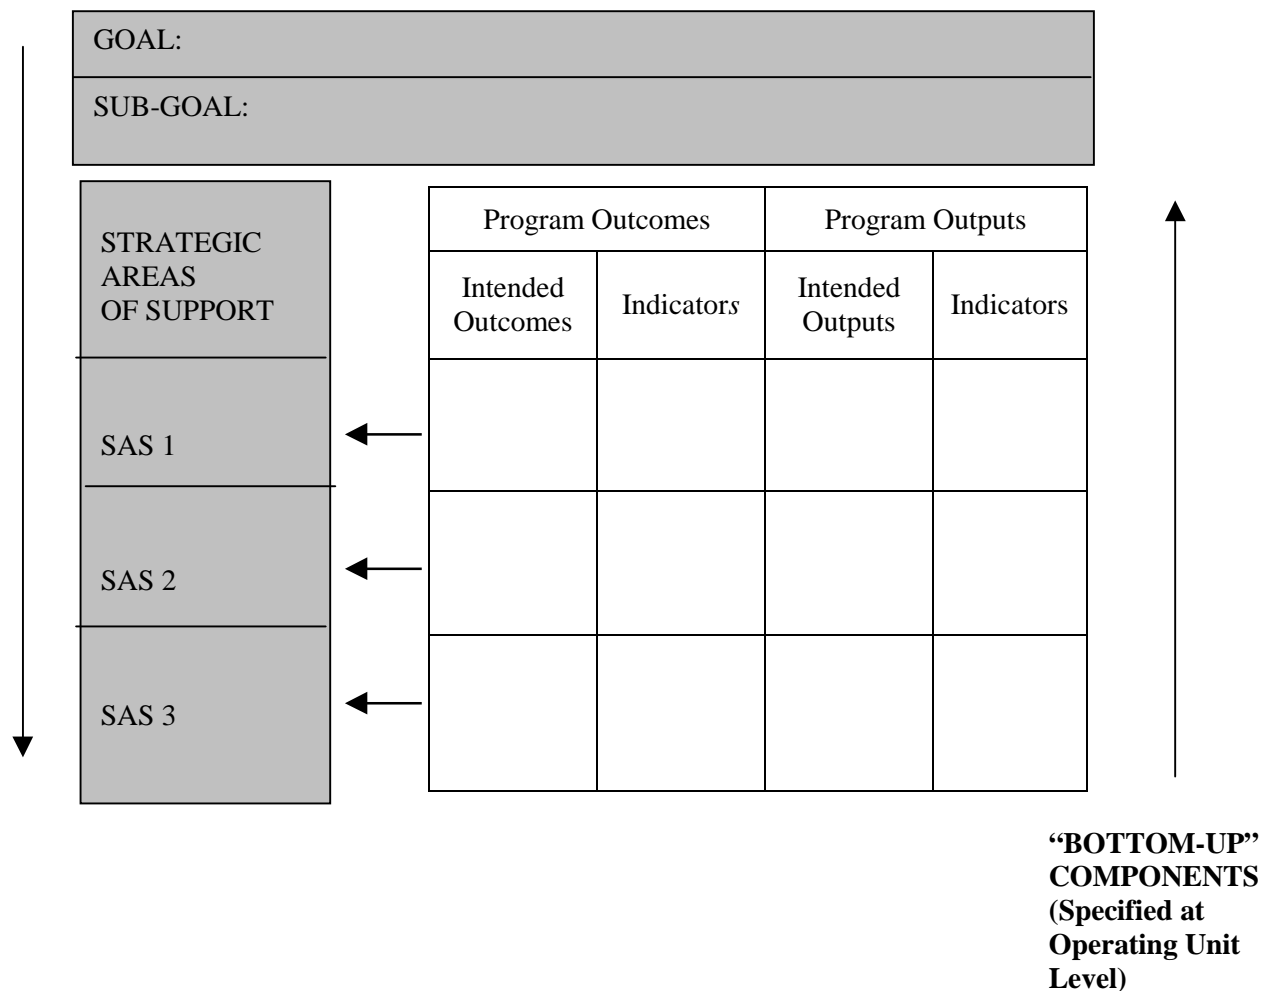 GOAL:
SUB-GOAL:
STRATEGIC
AREAS
OF SUPPORT
SAS 1
SAS 2
SAS 3
Program Outcomes
Program Outputs
Intended
Outcomes
Indicators
Intended
Outputs
Indicators
“BOTTOM-UP”
COMPONENTS
(Specified at
Operating Unit
Level)